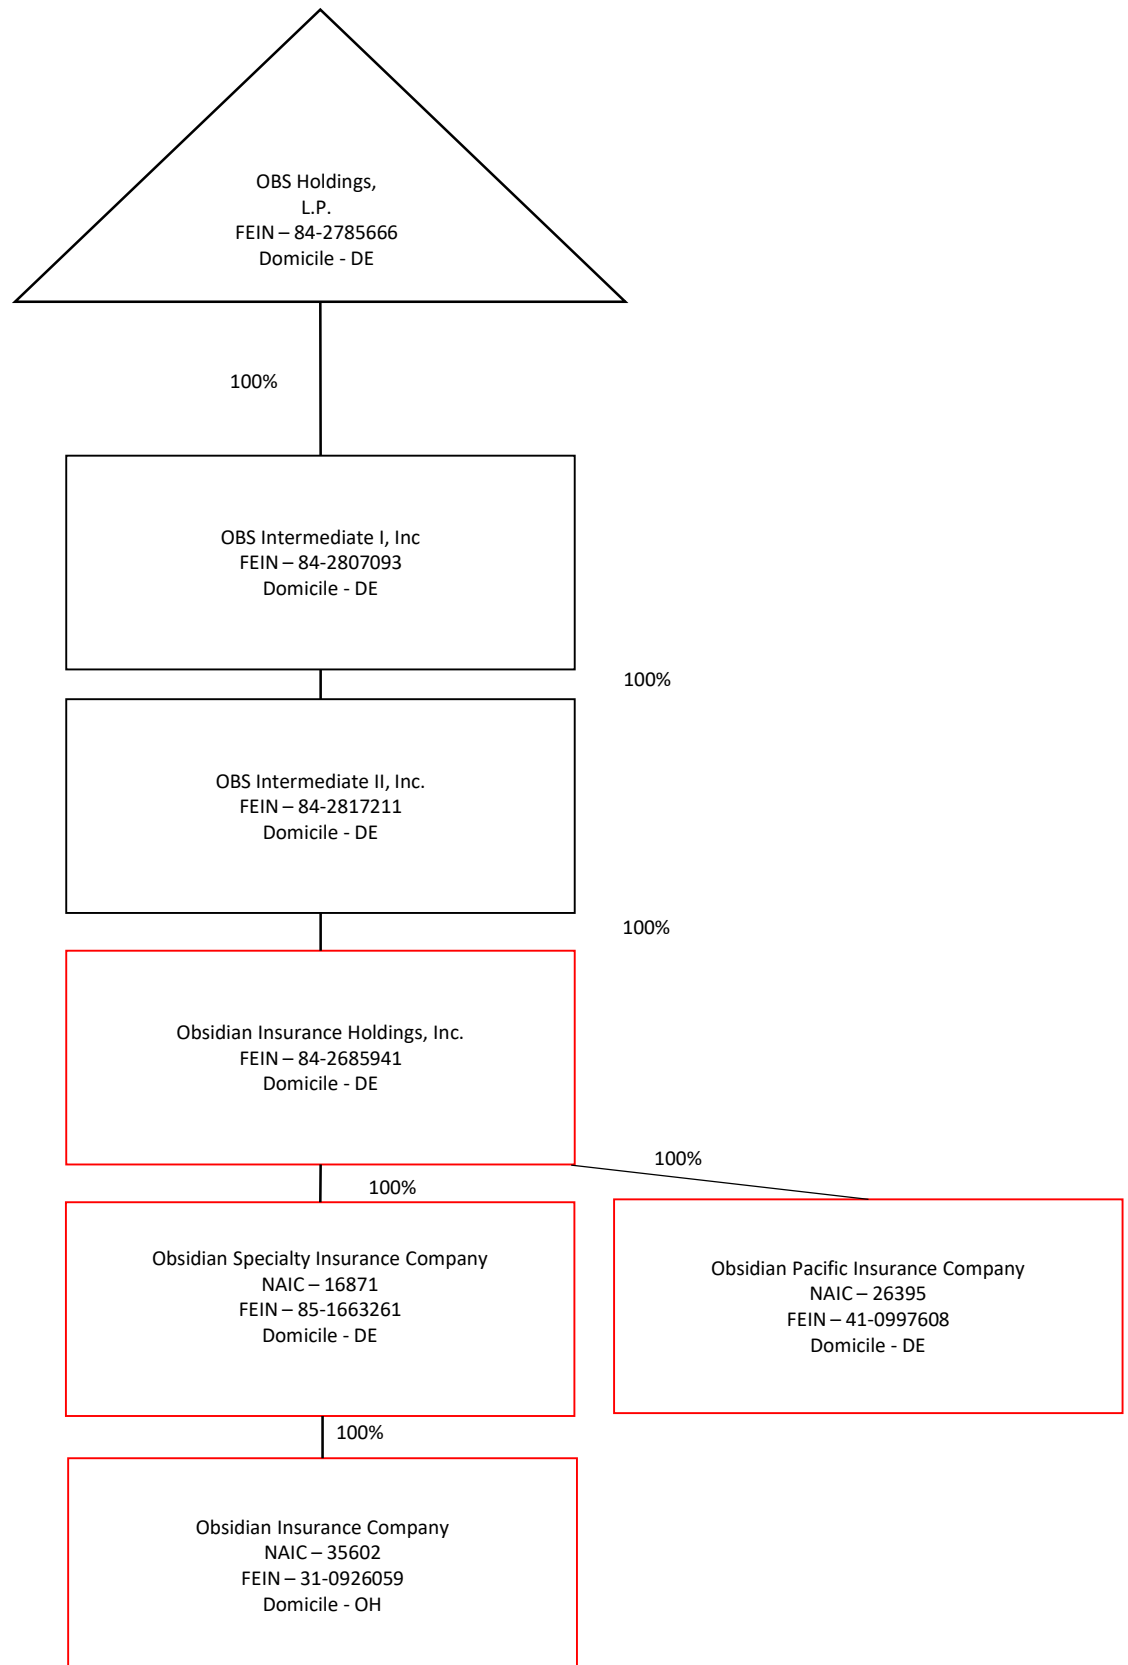 OBS Holdings,
L.P.
FEIN – 84-2785666
Domicile - DE
100%
OBS Intermediate I, Inc
FEIN – 84-2807093
Domicile - DE
100%
OBS Intermediate II, Inc.
FEIN – 84-2817211
Domicile - DE
100%
Obsidian Insurance Holdings, Inc.
FEIN – 84-2685941
Domicile - DE
100%
100%
Obsidian Specialty Insurance Company
NAIC – 16871
FEIN – 85-1663261
Domicile - DE
Obsidian Pacific Insurance Company
NAIC – 26395
FEIN – 41-0997608
Domicile - DE
100%
Obsidian Insurance Company
NAIC – 35602
FEIN – 31-0926059
Domicile - OH